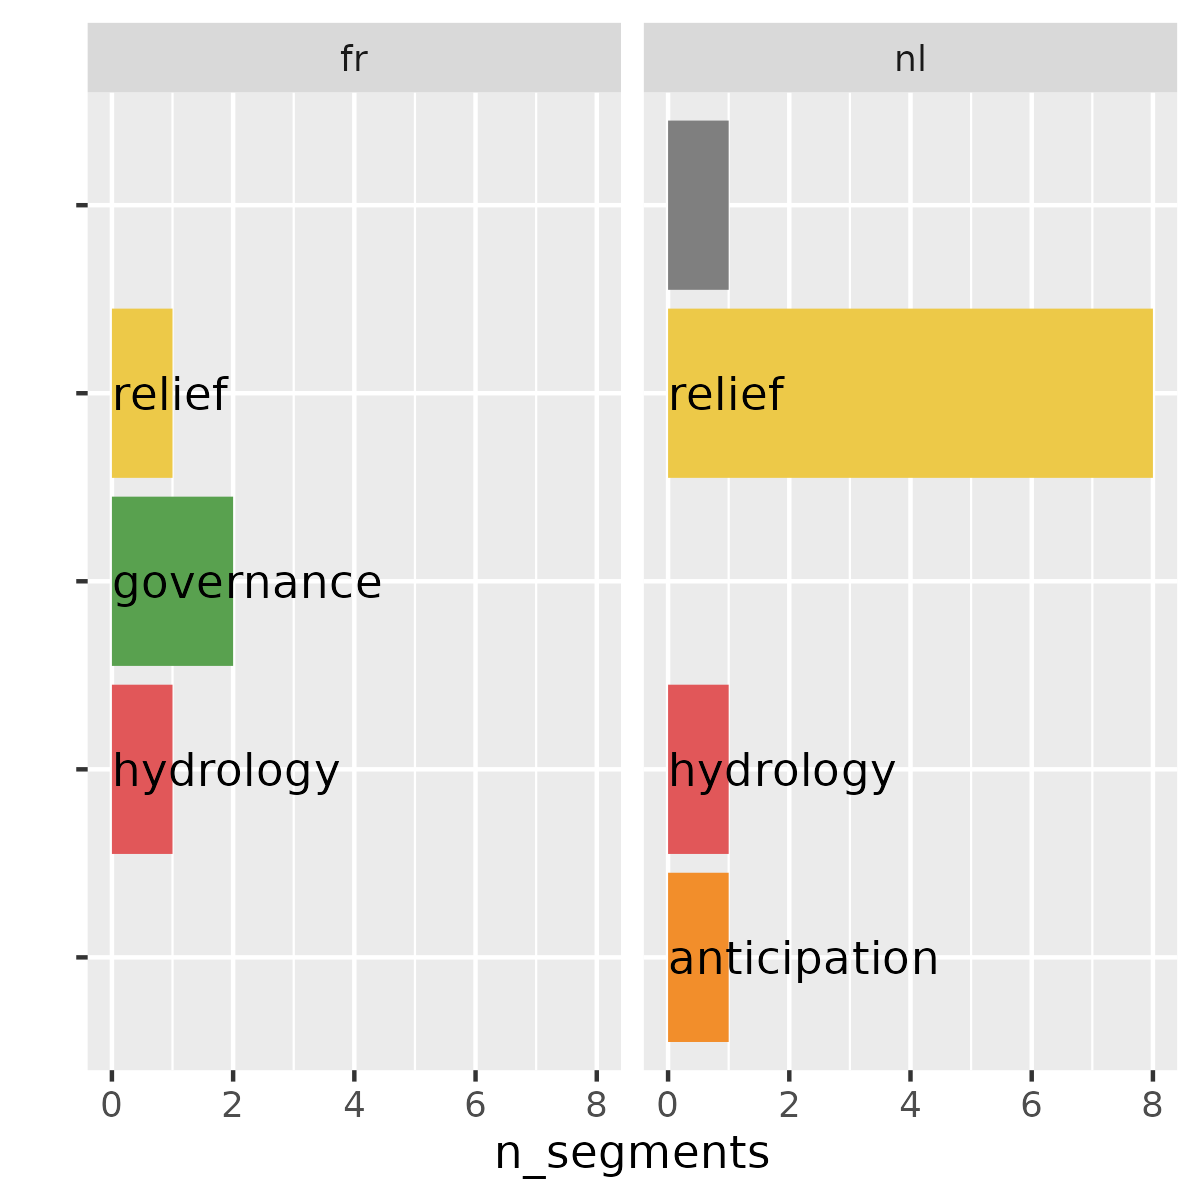 fr
nl
relief
relief
governance
hydrology
hydrology
anticipation
0 2 4 6 8
0 2 4 6 8
n_segments